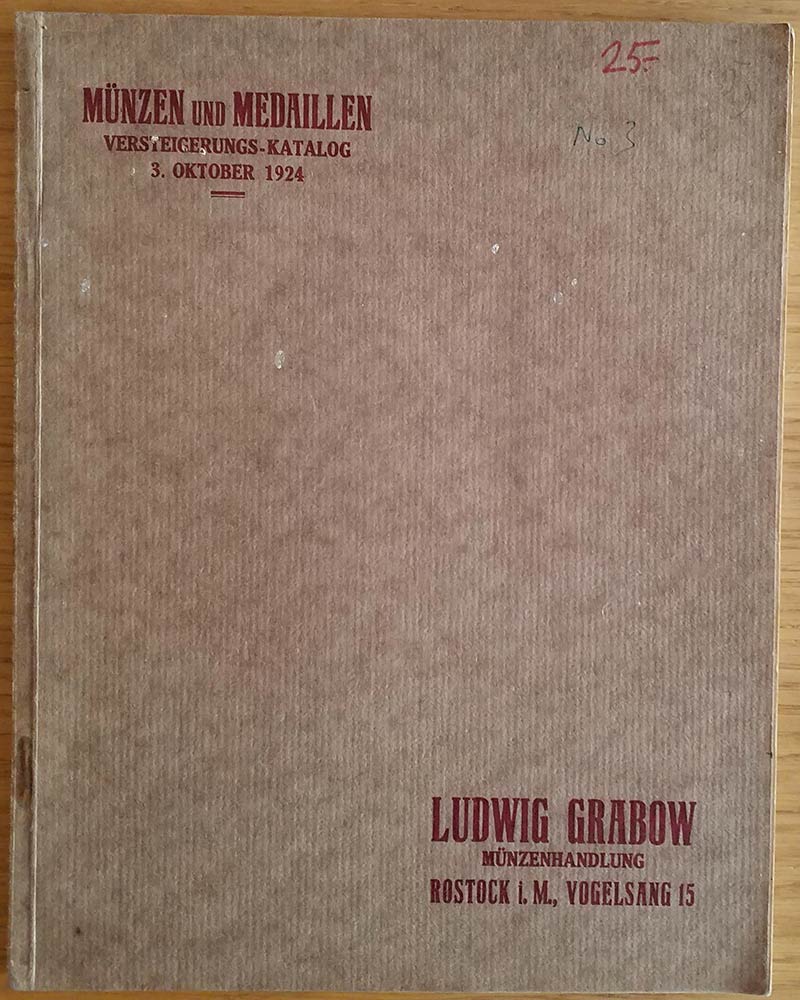 25.-
MÜNZEN UND MEDAILLEN
No 3
VERSTEIGERUNGS-KATALOG
3. OKTOBER 1924
LUDWIG GRABOW
MÜNZENHANDLUNG
ROSTOCK i. M., VOGELSANG 15